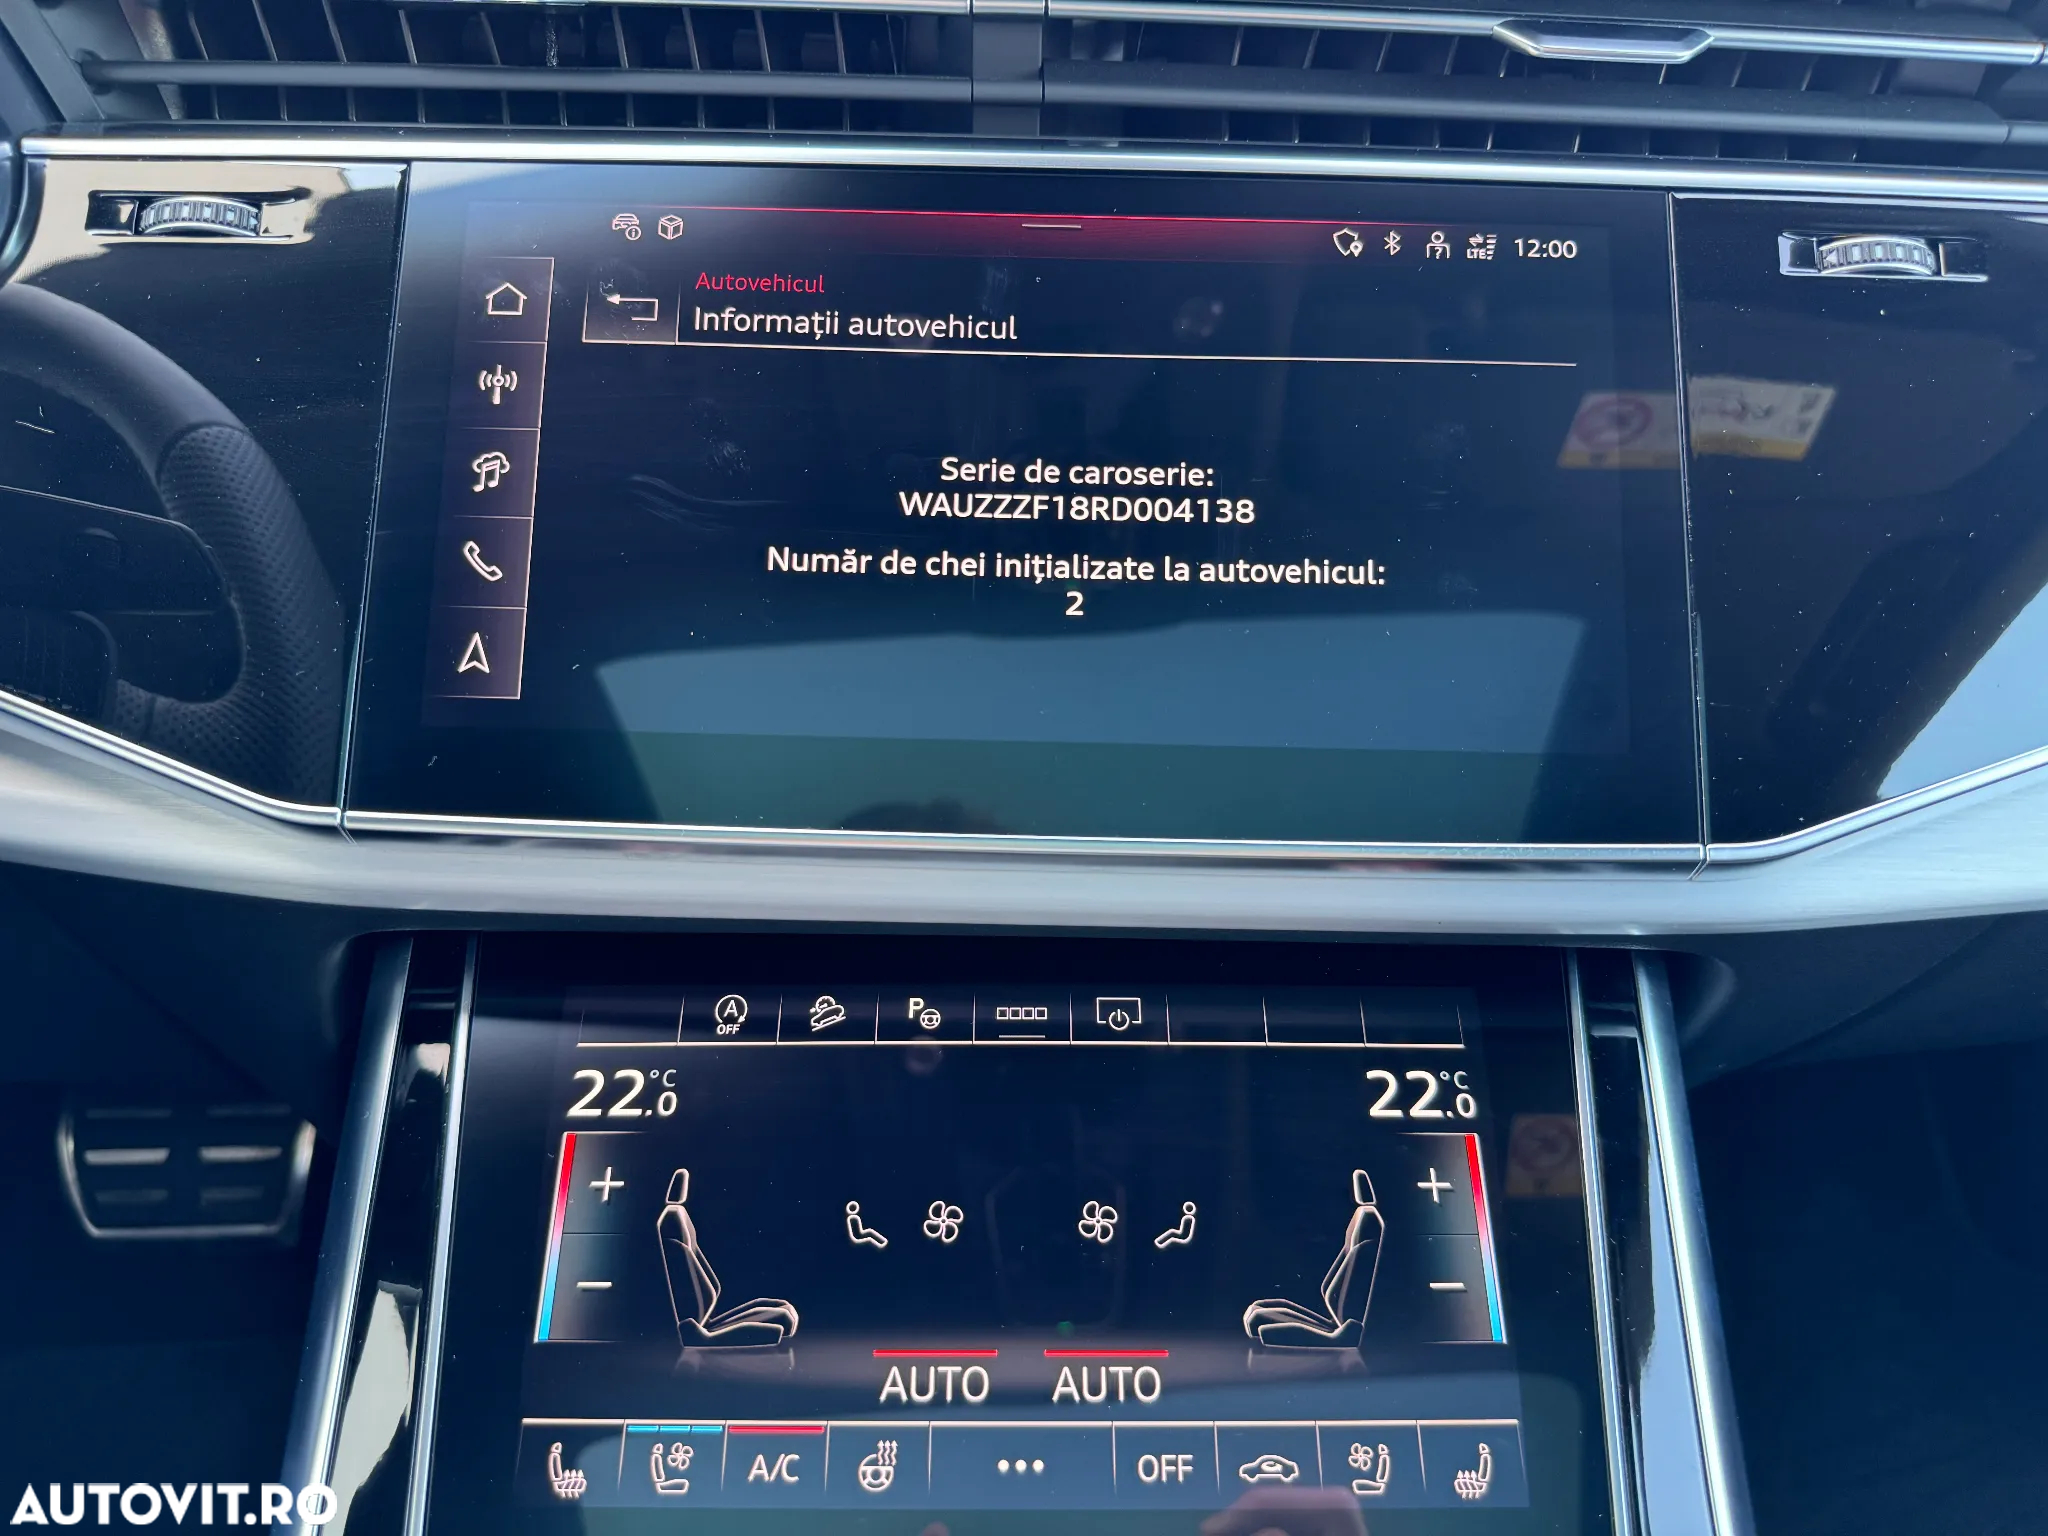 LTE 12:00
Autovehicul
Informații autovehicul
Serie de caroserie:
WAUZZZF18RD004138
Număr de chei inițializate la autovehicul:
2
A OFF P
22.0 °C 22.0 °C
AUTO AUTO
A/C OFF
AUTOVIT.RO